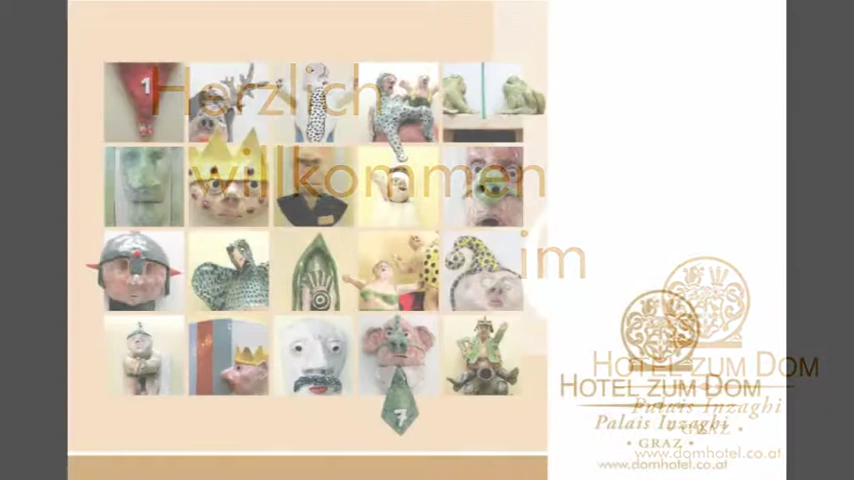 1
Herzlich
willkommen
im
7
HOTEL ZUM DOM
HOTEL ZUM DOM
Palais Inzaghi
Palais Inzaghi
GRAZ •
• GRAZ •
www.domhotel.co.at
www.domhotel.co.at